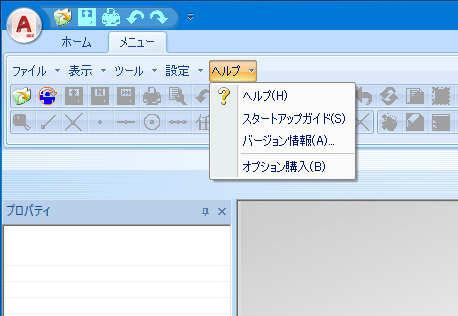 A
ホーム メニュー
ファイル 表示 ツール 設定 ヘルプ
ヘルプ(H)
スタートアップガイド(S)
バージョン情報(A)...
オプション購入(B)
任
プロパティ